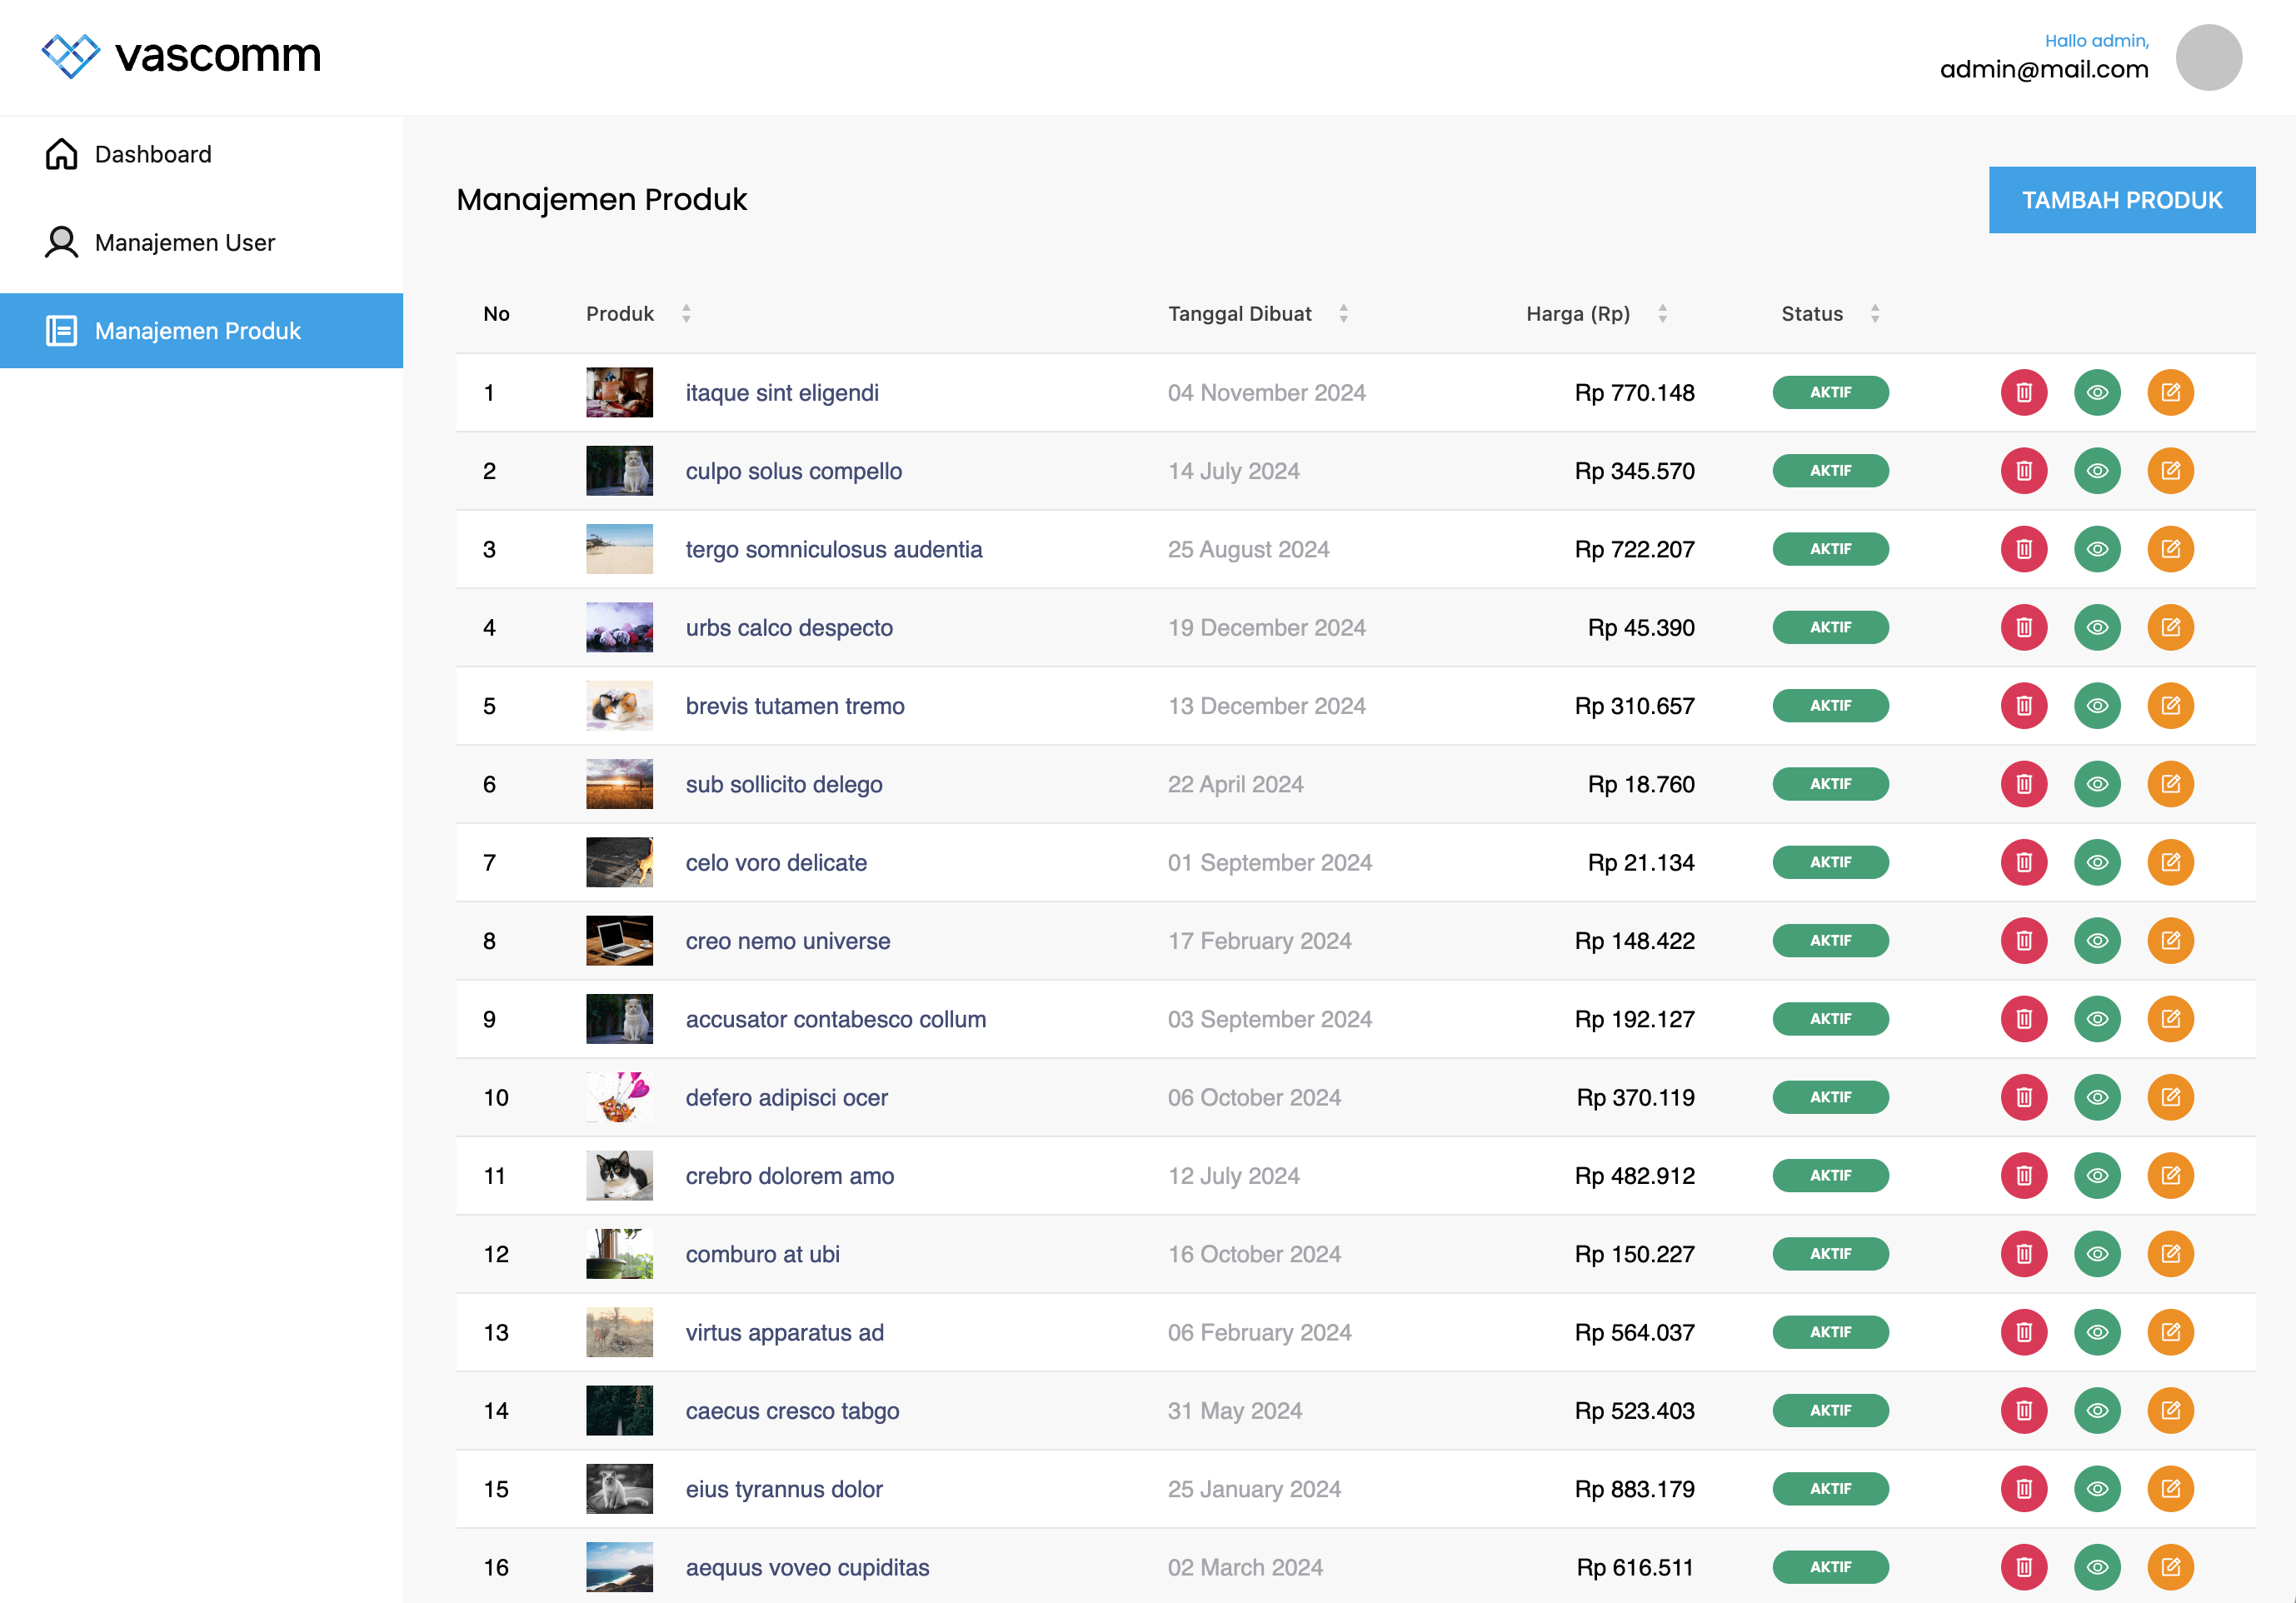 vascomm
Hallo admin,
admin@mail.com
Dashboard
Manajemen User
Manajemen Produk
Manajemen Produk
TAMBAH PRODUK
No Produk Tanggal Dibuat Harga (Rp) Status
1 itaque sint eligendi 04 November 2024 Rp 770.148 AKTIF
2 culpo solus compello 14 July 2024 Rp 345.570 AKTIF
3 tergo somniculosus audentia 25 August 2024 Rp 722.207 AKTIF
4 urbs calco despecto 19 December 2024 Rp 45.390 AKTIF
5 brevis tutamen tremo 13 December 2024 Rp 310.657 AKTIF
6 sub sollicito delego 22 April 2024 Rp 18.760 AKTIF
7 celo voro delicate 01 September 2024 Rp 21.134 AKTIF
8 creo nemo universe 17 February 2024 Rp 148.422 AKTIF
9 accusator contabesco collum 03 September 2024 Rp 192.127 AKTIF
10 defero adipisci ocer 06 October 2024 Rp 370.119 AKTIF
11 crebro dolorem amo 12 July 2024 Rp 482.912 AKTIF
12 comburo at ubi 16 October 2024 Rp 150.227 AKTIF
13 virtus apparatus ad 06 February 2024 Rp 564.037 AKTIF
14 caecus cresco tabgo 31 May 2024 Rp 523.403 AKTIF
15 eius tyrannus dolor 25 January 2024 Rp 883.179 AKTIF
16 aequus voveo cupiditas 02 March 2024 Rp 616.511 AKTIF